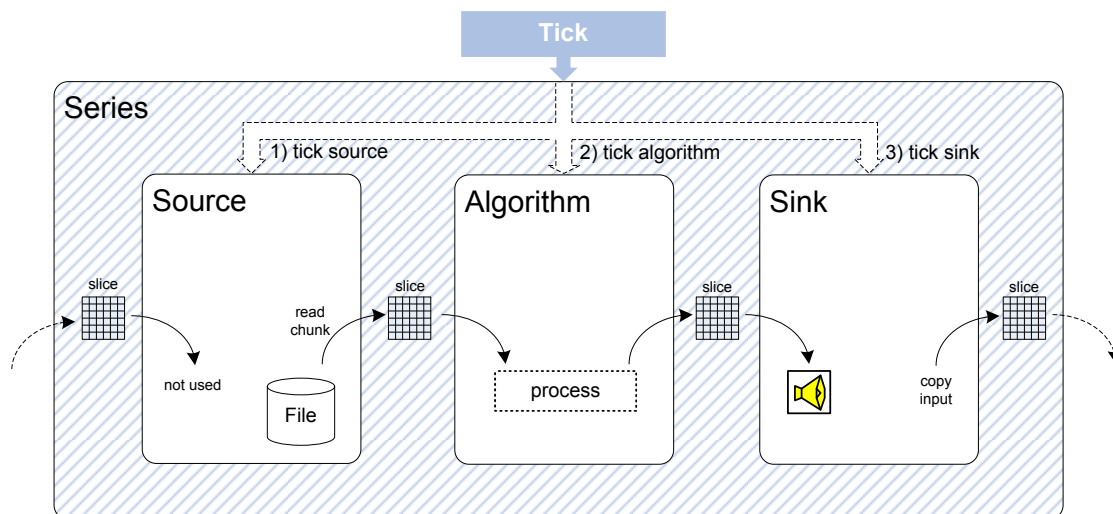 Tick
Series
1) tick source
2) tick algorithm
3) tick sink
Source
Algorithm
Sink
slice
slice
slice
slice
read
chunk
not used
File
process
copy
input